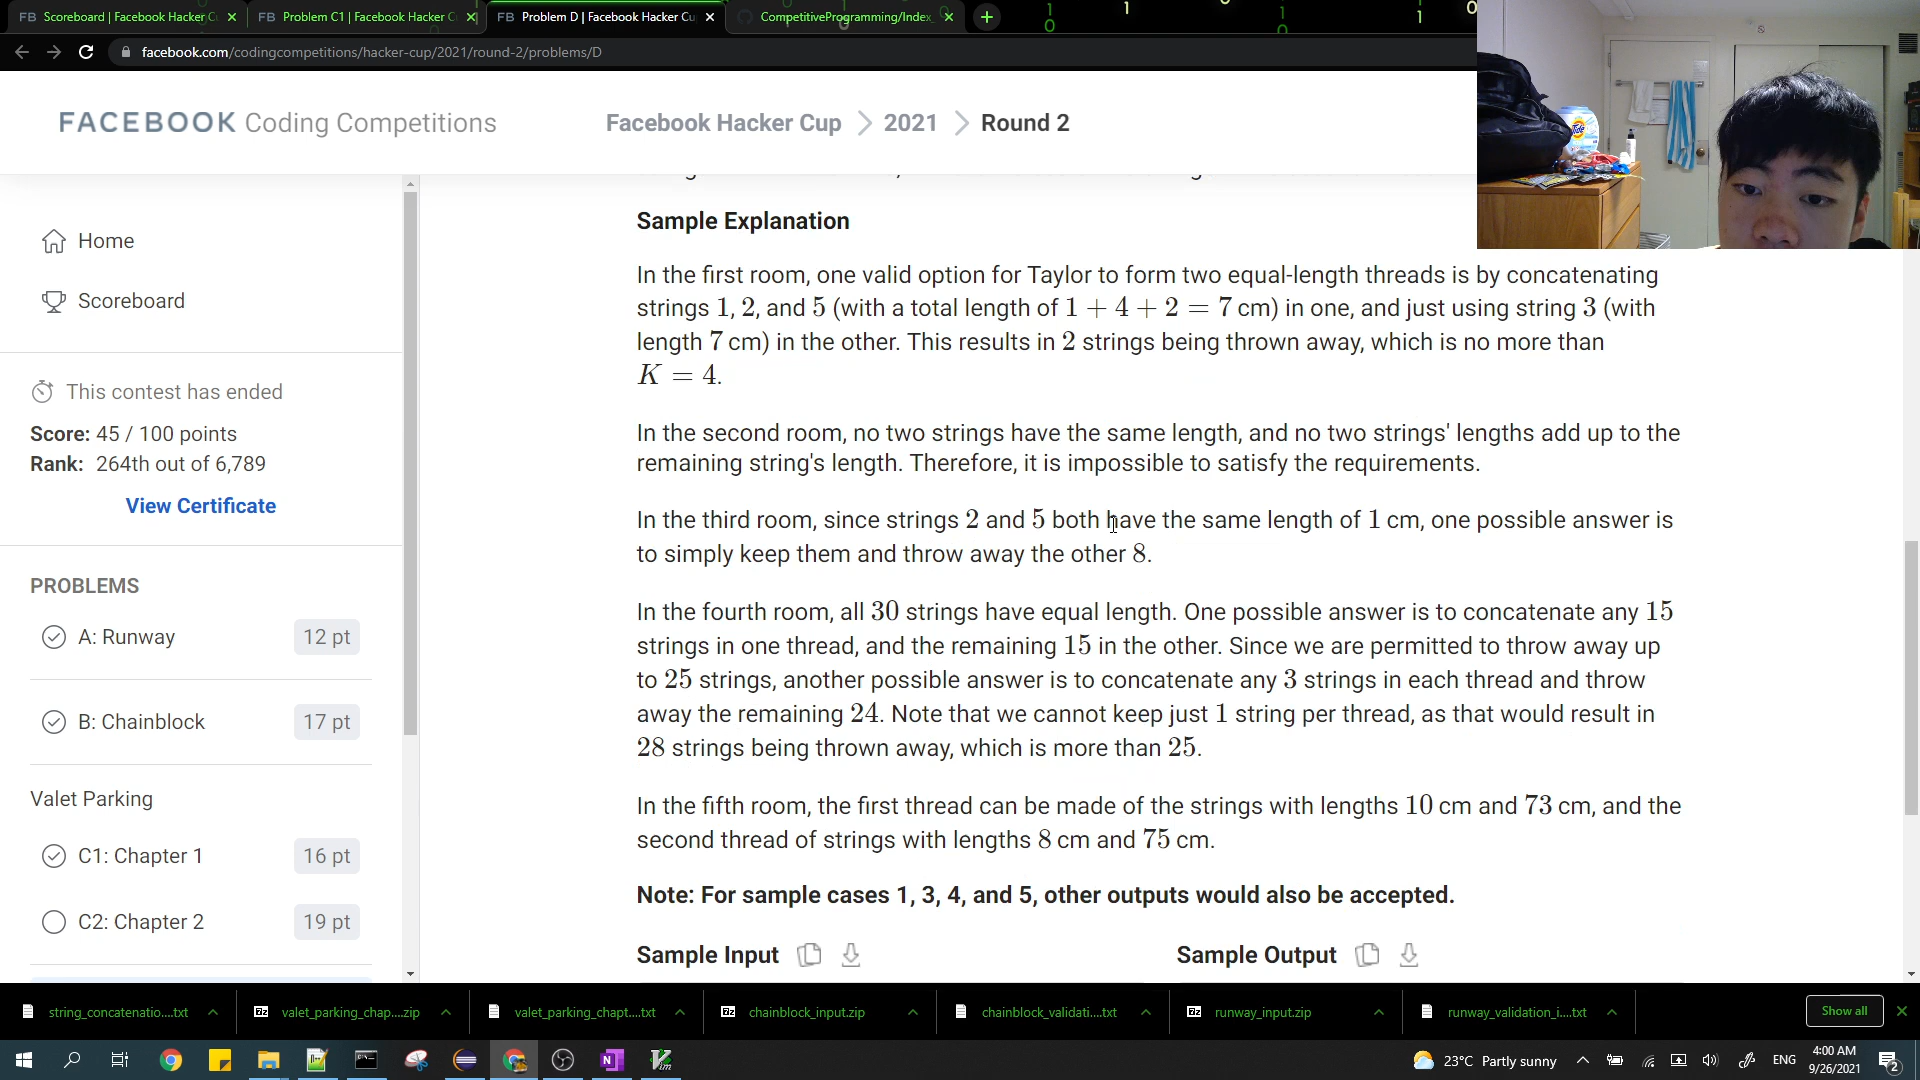 Scoreboard | Facebook Hacker C
Problem C1 | Facebook Hacker C
Problem D | Facebook Hacker Cu
CompetitiveProgramming/Index
facebook.com/codingcompetitions/hacker-cup/2021/round-2/problems/D
FACEBOOK Coding Competitions
Facebook Hacker Cup > 2021 > Round 2
Home
Scoreboard
This contest has ended
Score: 45 / 100 points
Rank: 264th out of 6,789
View Certificate
PROBLEMS
A: Runway 12 pt
B: Chainblock 17 pt
Valet Parking
C1: Chapter 1 16 pt
C2: Chapter 2 19 pt
Sample Explanation
In the first room, one valid option for Taylor to form two equal-length threads is by concatenating
strings 1, 2, and 5 (with a total length of 1 + 4 + 2 = 7 cm) in one, and just using string 3 (with
length 7 cm) in the other. This results in 2 strings being thrown away, which is no more than
K = 4.
In the second room, no two strings have the same length, and no two strings' lengths add up to the
remaining string's length. Therefore, it is impossible to satisfy the requirements.
In the third room, since strings 2 and 5 both have the same length of 1 cm, one possible answer is
to simply keep them and throw away the other 8.
In the fourth room, all 30 strings have equal length. One possible answer is to concatenate any 15
strings in one thread, and the remaining 15 in the other. Since we are permitted to throw away up
to 25 strings, another possible answer is to concatenate any 3 strings in each thread and throw
away the remaining 24. Note that we cannot keep just 1 string per thread, as that would result in
28 strings being thrown away, which is more than 25.
In the fifth room, the first thread can be made of the strings with lengths 10 cm and 73 cm, and the
second thread of strings with lengths 8 cm and 75 cm.
Note: For sample cases 1, 3, 4, and 5, other outputs would also be accepted.
Sample Input
Sample Output
Tide
string_concatenatio....txt
valet_parking_chap....zip
valet_parking_chapt....txt
chainblock_input.zip
chainblock_validati....txt
runway_input.zip
runway_validation_i....txt
Show all
23°C Partly sunny
ENG
4:00 AM
9/26/2021
2